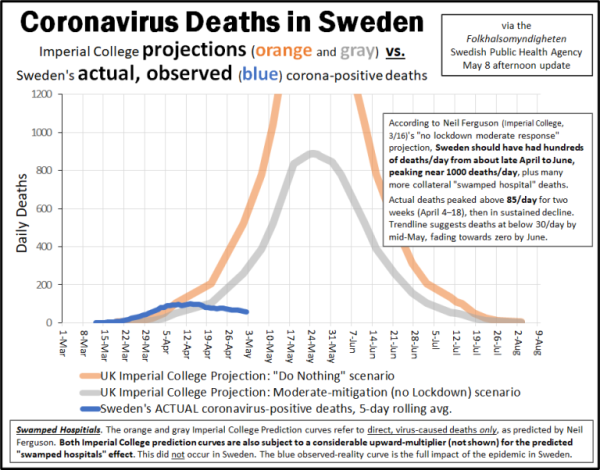 Coronavirus Deaths in Sweden
Imperial College projections (orange and gray) vs.
Sweden's actual, observed (blue) corona-positive deaths
via the
Folkhalsomyndigheten
Swedish Public Health Agency
May 8 afternoon update
1200
1000
800
600
400
200
0
Daily Deaths
According to Neil Ferguson (Imperial College,
3/16)'s "no lockdown moderate response"
projection, Sweden should have had hundreds
of deaths/day from about late April to June,
peaking near 1000 deaths/day, plus many
more collateral "swamped hospital" deaths.
Actual deaths peaked above 85/day for two
weeks (April 4–18), then in sustained decline.
Trendline suggests deaths at below 30/day by
mid-May, fading towards zero by June.
1-Mar
8-Mar
15-Mar
22-Mar
29-Mar
5-Apr
12-Apr
19-Apr
26-Apr
3-May
10-May
17-May
24-May
31-May
7-Jun
14-Jun
21-Jun
28-Jun
5-Jul
12-Jul
19-Jul
26-Jul
2-Aug
9-Aug
UK Imperial College Projection: "Do Nothing" scenario
UK Imperial College Projection: Moderate-mitigation (no Lockdown) scenario
Sweden's ACTUAL coronavirus-positive deaths, 5-day rolling avg.
Swamped Hospitals. The orange and gray Imperial College Prediction curves refer to direct, virus-caused deaths only, as predicted by Neil
Ferguson. Both Imperial College prediction curves are also subject to a considerable upward-multiplier (not shown) for the predicted
"swamped hospitals" effect. This did not occur in Sweden. The blue observed-reality curve is the full impact of the epidemic in Sweden.